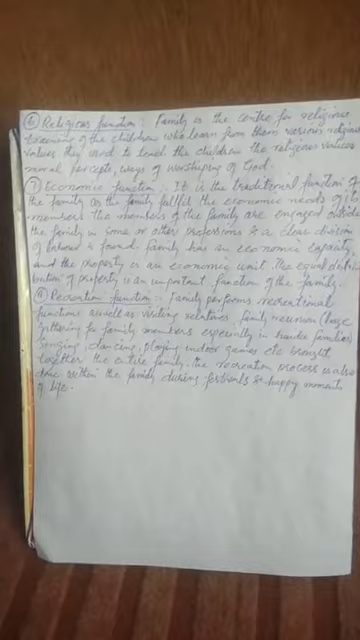 ⑥ Religious function: Family is the centre for religious
training of the children who learn from them various religious
values. they used to teach the children the religious values
moral percepts, ways of worshiping of God.
⑦ Economic function:- It is the traditional function of
the family as the family fulfill the economic needs of its
members The members of the family are engaged outside
the family in some or other professions & a clear division
of labour is found. family has an economic capacity,
and the property is an economic unit. The equal distri-
bution of property is an important function of the family.
⑧ Recreation function:- Family performs recreational
functions as well as visiting relatives family reunion (large
gathering for family members especially in families
singing, dancing, playing indoor games etc brought
together the entire family. the recreation process is also
done within the family during festivals & happy moments
of life.